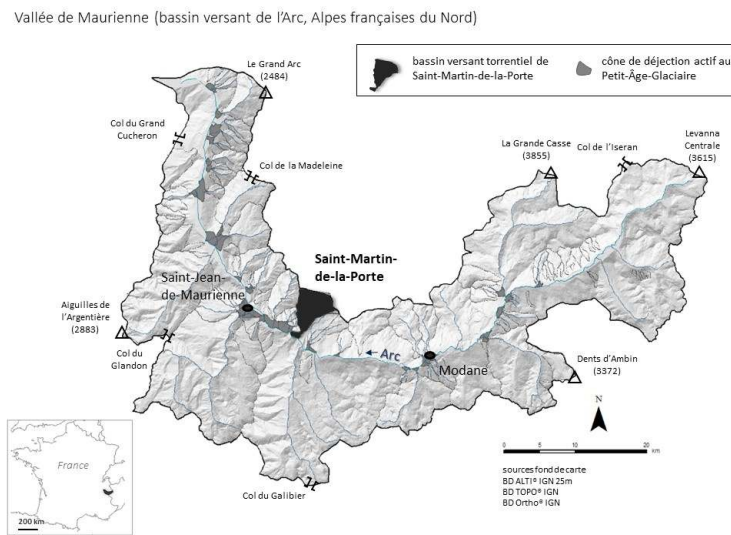 Vallée de Maurienne (bassin versant de l'Arc, Alpes françaises du Nord)
bassin versant torrentiel de
Saint-Martin-de-la-Porte
cône de déjection actif au
Petit-Âge-Glaciaire
Le Grand Arc
(2484)
Col du Grand
Cucheron
Col de la Madeleine
La Grande Casse
(3855)
Col de l'Iseran
Levanna
Centrale
(3615)
Saint-Martin-
de-la-Porte
Saint-Jean-
de-Maurienne
Aiguilles de
l'Argentière
(2883)
Col du
Glandon
Arc
Modane
Dents d'Ambin
(3372)
N
0 5 10 20
km
sources fond de carte
BD ALTI® IGN 25m
BD TOPO® IGN
BD Ortho® IGN
Col du Galibier
France
200 km